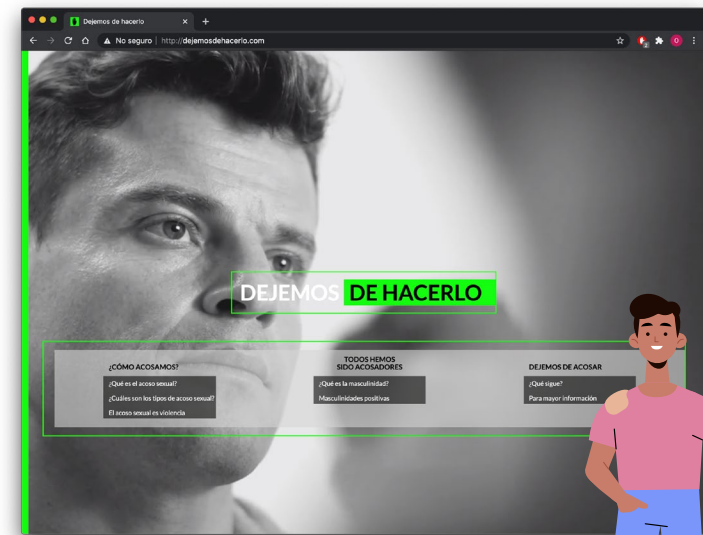 Dejemos de hacerlo
No seguro | http://dejemosdehacerlo.com
DEJEMOS DE HACERLO
¿CÓMO ACOSAMOS?
¿Qué es el acoso sexual?
¿Cuáles son los tipos de acoso sexual?
El acoso sexual es violencia
TODOS HEMOS
SIDO ACOSADORES
¿Qué es la masculinidad?
Masculinidades positivas
DEJEMOS DE ACOSAR
¿Qué sigue?
Para mayor información